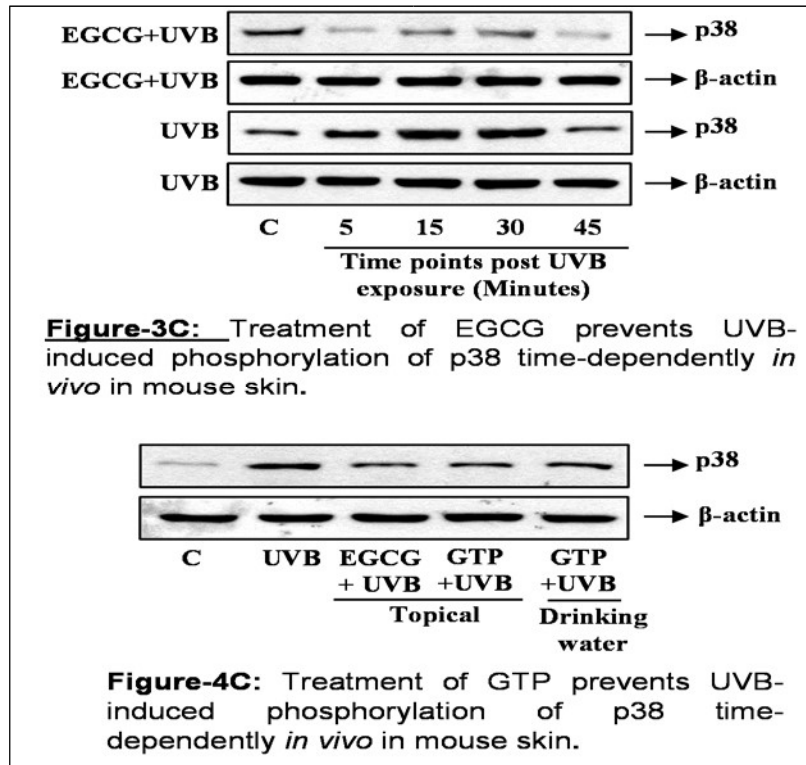 EGCG+UVB → p38
EGCG+UVB → β-actin
UVB → p38
UVB → β-actin
C 5 15 30 45
Time points post UVB
exposure (Minutes)
Figure-3C: Treatment of EGCG prevents UVB-
induced phosphorylation of p38 time-dependently in
vivo in mouse skin.
→ p38
→ β-actin
C UVB EGCG GTP GTP
+ UVB +UVB +UVB
Topical Drinking
water
Figure-4C: Treatment of GTP prevents UVB-
induced phosphorylation of p38 time-
dependently in vivo in mouse skin.